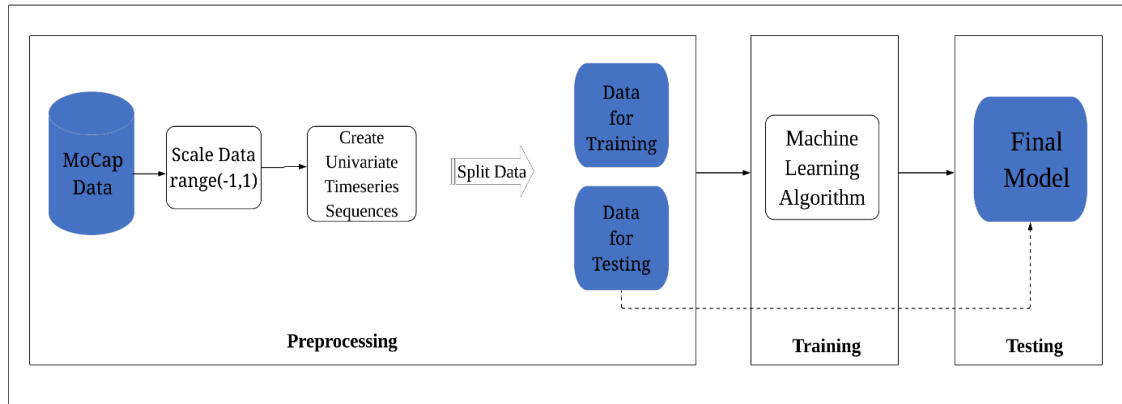 MoCap
Data
Scale Data
range(-1,1)
Create
Univariate
Timeseries
Sequences
Split Data
Data
for
Training
Data
for
Testing
Preprocessing
Machine
Learning
Algorithm
Training
Final
Model
Testing